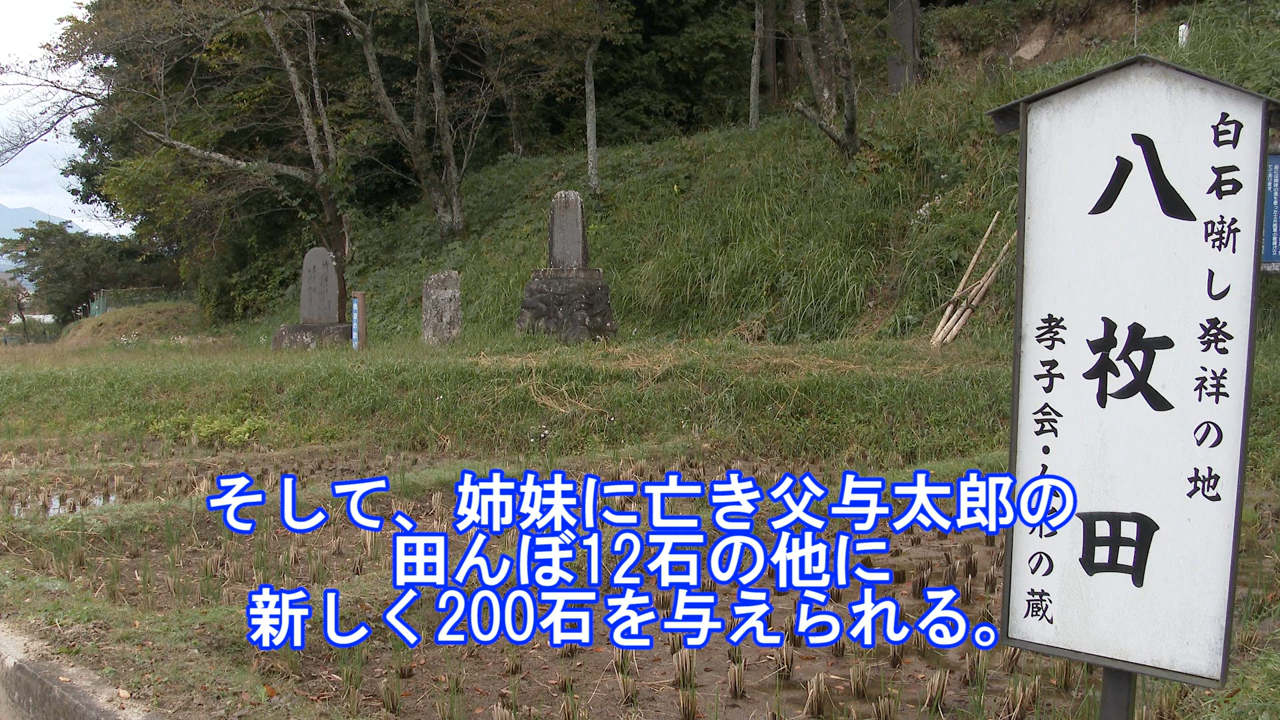 白石噺し発祥の地
八枚田
孝子会・人形の蔵
そして、姉妹に亡き父与太郎の
田んぼ12石の他に
新しく200石を与えられる。